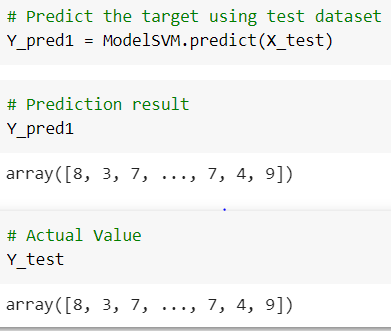 # Predict the target using test dataset
Y_pred1 = ModelSVM.predict(X_test)
# Prediction result
Y_pred1
array([8, 3, 7, ..., 7, 4, 9])
# Actual Value
Y_test
array([8, 3, 7, ..., 7, 4, 9])